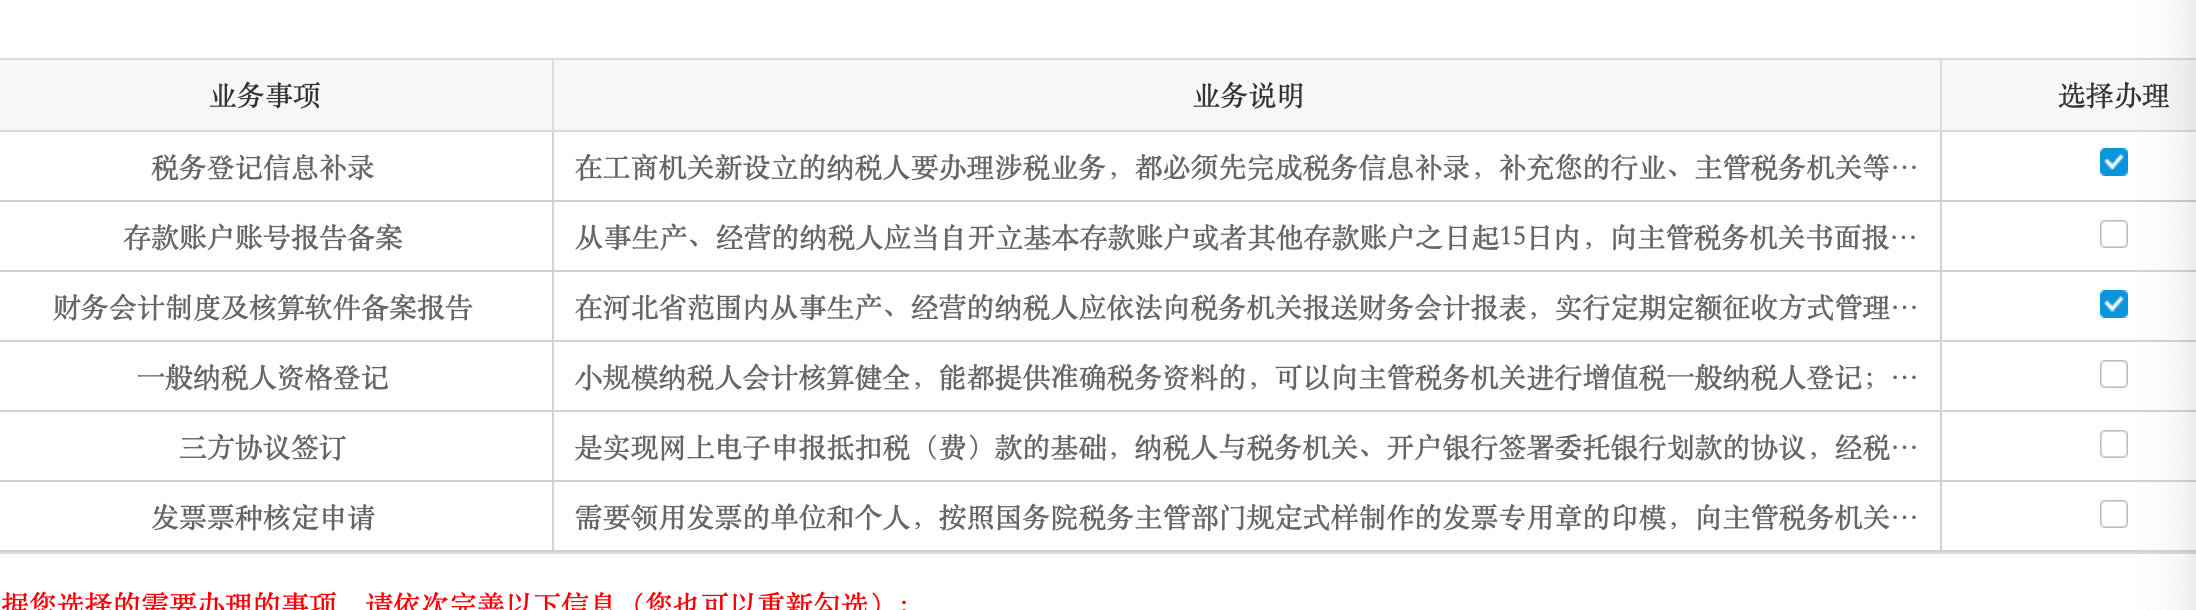 业务事项 业务说明 选择办理
税务登记信息补录 在工商机关新设立的纳税人要办理涉税业务，都必须先完成税务信息补录，补充您的行业、主管税务机关等…
存款账户账号报告备案 从事生产、经营的纳税人应当自开立基本存款账户或者其他存款账户之日起15日内，向主管税务机关书面报…
财务会计制度及核算软件备案报告 在河北省范围内从事生产、经营的纳税人应依法向税务机关报送财务会计报表，实行定期定额征收方式管理…
一般纳税人资格登记 小规模纳税人会计核算健全，能都提供准确税务资料的，可以向主管税务机关进行增值税一般纳税人登记；…
三方协议签订 是实现网上电子申报抵扣税（费）款的基础，纳税人与税务机关、开户银行签署委托银行划款的协议，经税…
发票票种核定申请 需要领用发票的单位和个人，按照国务院税务主管部门规定式样制作的发票专用章的印模，向主管税务机关…
据您选择的需要办理的事项，请依次完善以下信息（您也可以重新勾选）：